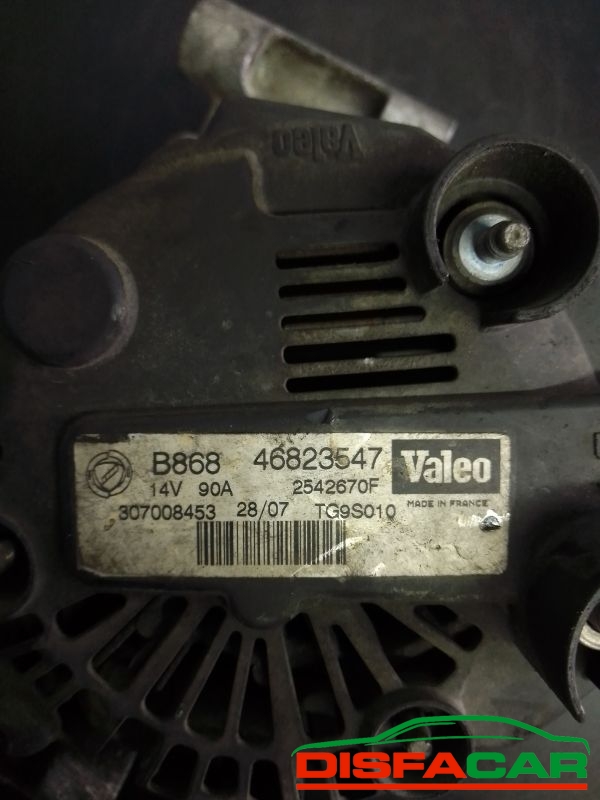 Valeo
B868 46823547 Valeo
14V 90A 2542670F MADE IN FRANCE
307008453 28/07 TG9S010
DISFACAR